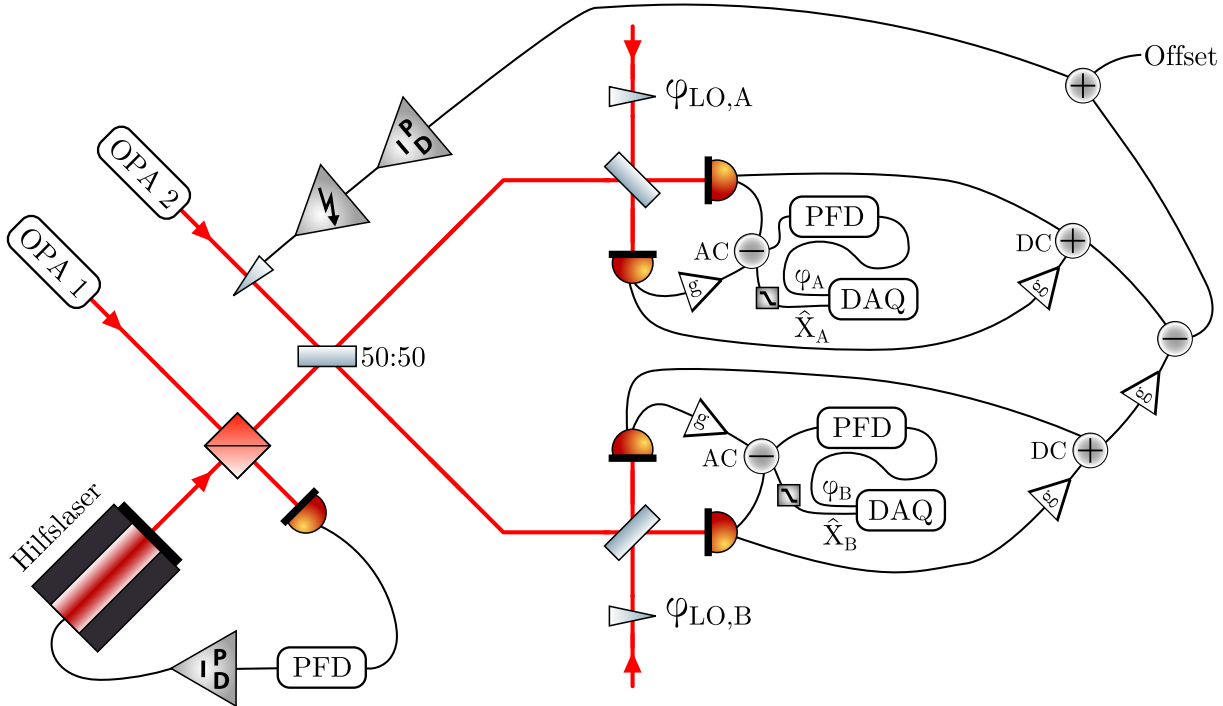 Offset
φLO,A
P
I
D
OPA 2
PFD
OPA 1
AC
DC
g
φA
DAQ
g
X̂A
50:50
g
PFD
g
AC
DC
φB
g
DAQ
X̂B
Hilfslaser
φLO,B
P
I
D
PFD